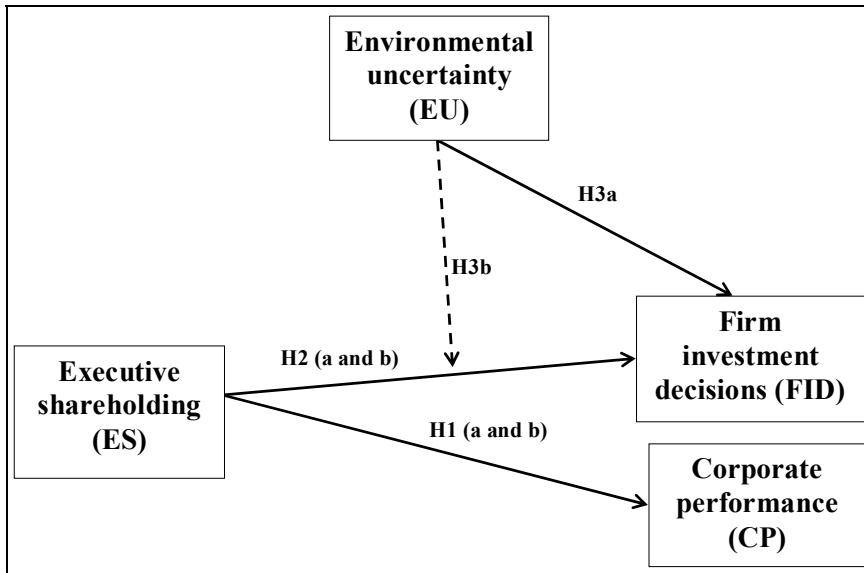 Environmental
uncertainty
(EU)
H3a
H3b
Firm
investment
decisions (FID)
H2 (a and b)
Executive
shareholding
(ES)
H1 (a and b)
Corporate
performance
(CP)